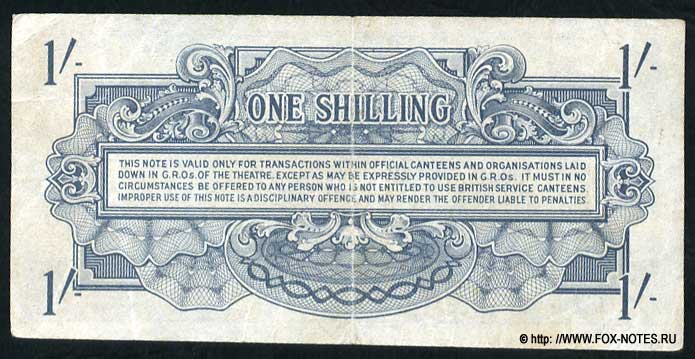 1/- 1/-
ONE SHILLING
THIS NOTE IS VALID ONLY FOR TRANSACTIONS WITHIN OFFICIAL CANTEENS AND ORGANISATIONS LAID
DOWN IN G.R.Os. OF THE THEATRE, EXCEPT AS MAY BE EXPRESSLY PROVIDED IN G.R.Os. IT MUST IN NO
CIRCUMSTANCES BE OFFERED TO ANY PERSON WHO IS NOT ENTITLED TO USE BRITISH SERVICE CANTEENS.
IMPROPER USE OF THIS NOTE IS A DISCIPLINARY OFFENCE AND MAY RENDER THE OFFENDER LIABLE TO PENALTIES.
1/- 1/-
© http: //www.FOX-NOTES.RU